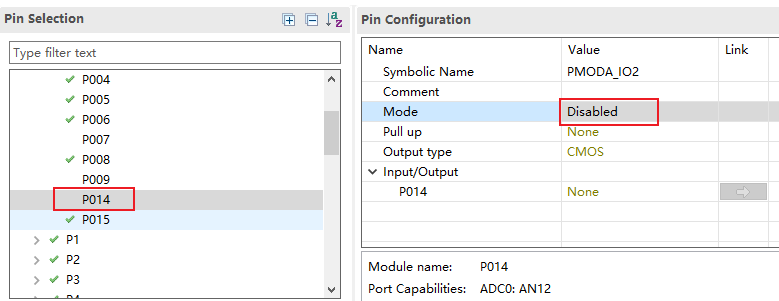 Pin Selection
Type filter text
P004
P005
P006
P007
P008
P009
P014
P015
P1
P2
P3
Pin Configuration
Name Value Link
Symbolic Name PMODA_IO2
Comment
Mode Disabled
Pull up None
Output type CMOS
Input/Output
P014 None
Module name: P014
Port Capabilities: ADC0: AN12